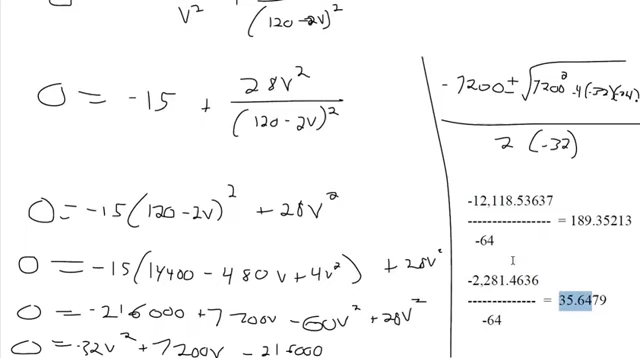 V² (120 - 2V)²
0 = -15 + 28V² / (120 - 2V)²
0 = -15(120 - 2V)² + 28V²
0 = -15(14400 - 480V + 4V²) + 28V²
0 = -216000 + 7200V - 60V² + 28V²
0 = -32V² + 7200V - 216000
-7200 ± √7200² - 4(-32)(-24
2(-32)
-12,118.53637
------------------ = 189.35213
-64
-2,281.4636
------------------ = 35.6479
-64